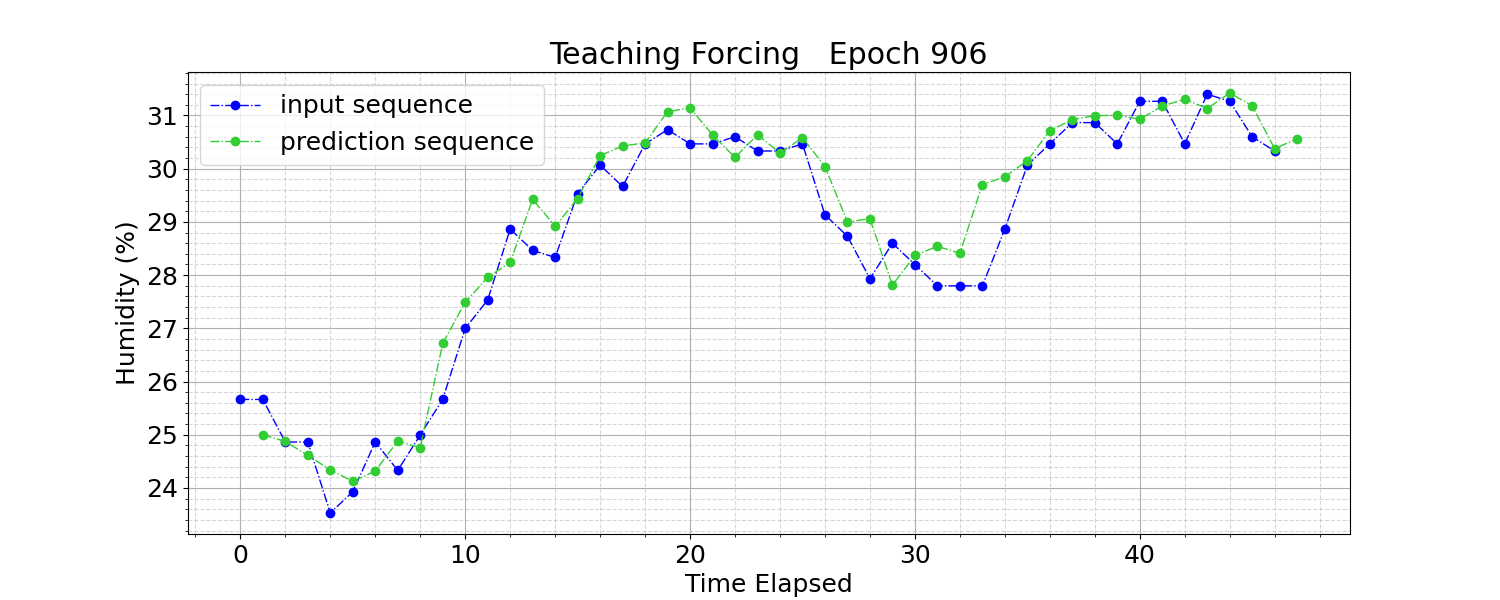 Teaching Forcing   Epoch 906
input sequence
prediction sequence
Humidity (%)
31
30
29
28
27
26
25
24
0 10 20 30 40
Time Elapsed